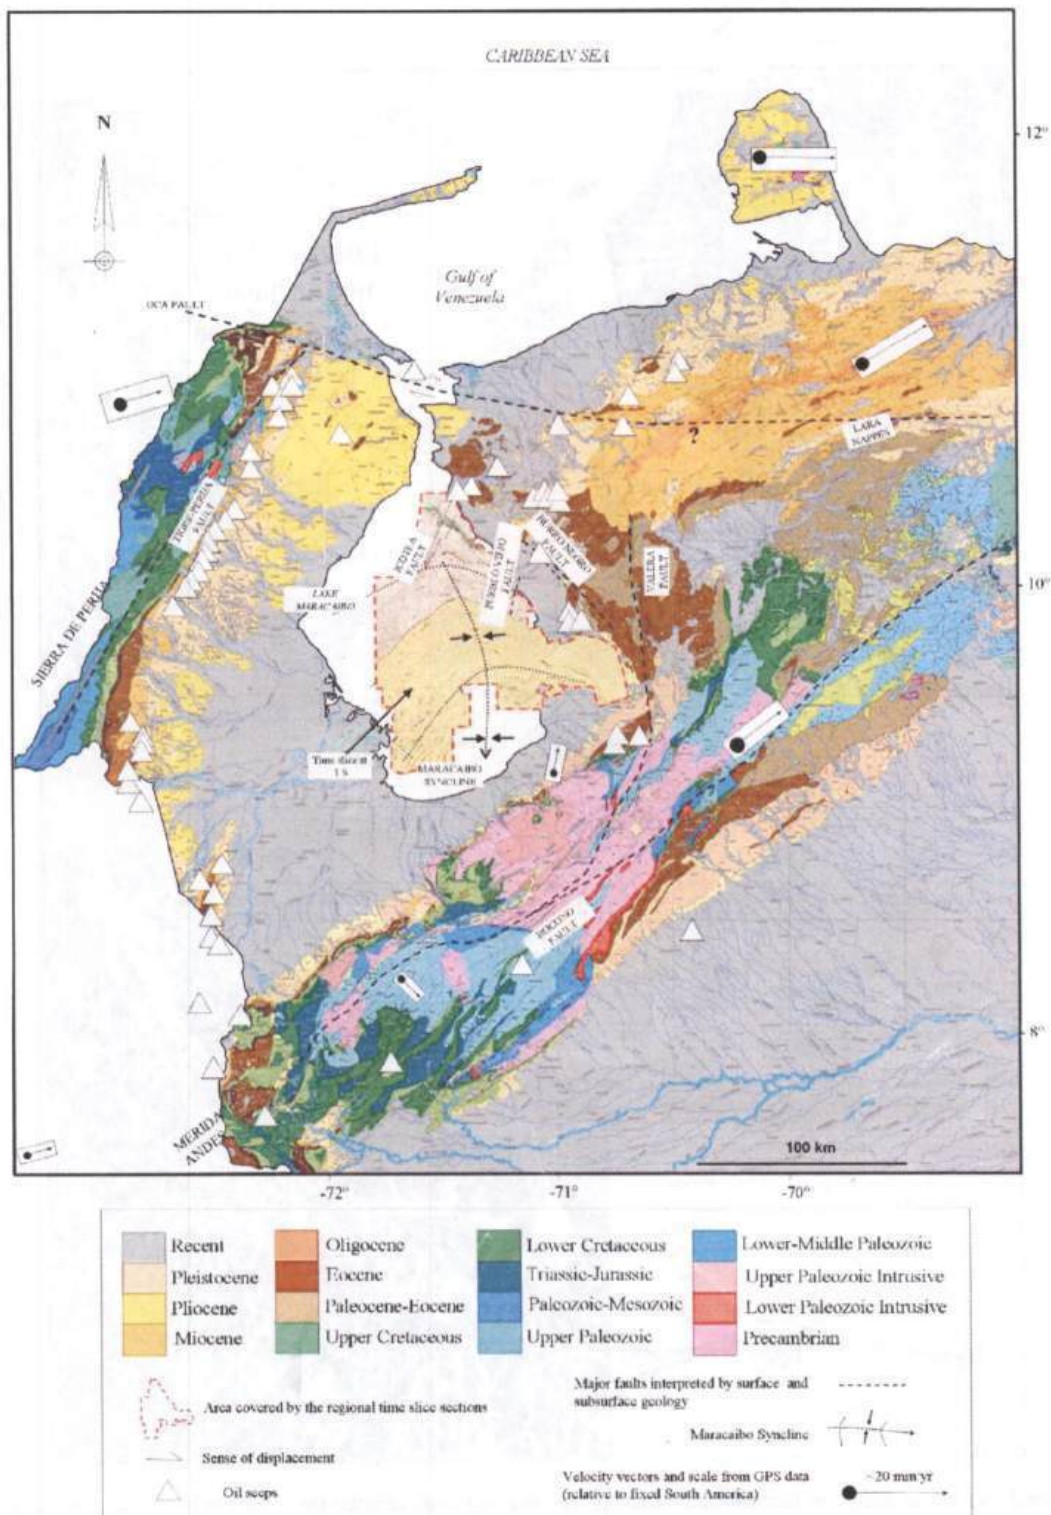 CARIBBEAN SEA
N
12°
Gulf of
Venezuela
OCA FAULT
LARA
NAPPES
?
TIGRE-PERIJA
FAULT
ICOTEA
FAULT
PUEBLO VIEJO
FAULT
BURRO NEGRO
FAULT
VALERA
FAULT
10°
LAKE
MARACAIBO
SIERRA DE PERIJA
Time slice at
1 s
MARACAIBO
SYNCLINE
BOCONO
FAULT
8°
MERIDA
ANDES
100 km
-72°
-71°
-70°
Recent
Pleistocene
Pliocene
Miocene
Oligocene
Eocene
Paleocene-Eocene
Upper Cretaceous
Lower Cretaceous
Triassic-Jurassic
Paleozoic-Mesozoic
Upper Paleozoic
Lower-Middle Paleozoic
Upper Paleozoic Intrusive
Lower Paleozoic Intrusive
Precambrian
Area covered by the regional time slice sections
Sense of displacement
Oil seeps
Major faults interpreted by surface and
subsurface geology
Maracaibo Syncline
Velocity vectors and scale from GPS data
(relative to fixed South America)
~20 mm/yr